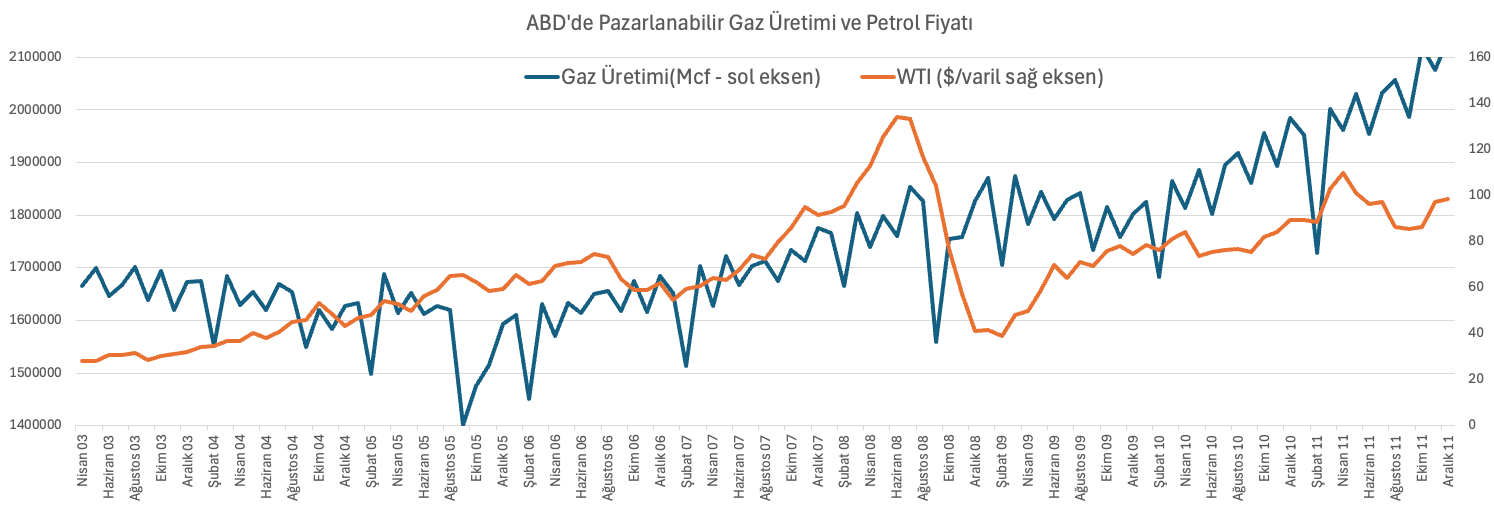 ABD'de Pazarlanabilir Gaz Üretimi ve Petrol Fiyatı
Gaz Üretimi(Mcf - sol eksen)
WTI ($/varil sağ eksen)
2100000
2000000
1900000
1800000
1700000
1600000
1500000
1400000
160
140
120
100
80
60
40
20
0
Nisan 03
Haziran 03
Ağustos 03
Ekim 03
Aralık 03
Şubat 04
Nisan 04
Haziran 04
Ağustos 04
Ekim 04
Aralık 04
Şubat 05
Nisan 05
Haziran 05
Ağustos 05
Ekim 05
Aralık 05
Şubat 06
Nisan 06
Haziran 06
Ağustos 06
Ekim 06
Aralık 06
Şubat 07
Nisan 07
Haziran 07
Ağustos 07
Ekim 07
Aralık 07
Şubat 08
Nisan 08
Haziran 08
Ağustos 08
Ekim 08
Aralık 08
Şubat 09
Nisan 09
Haziran 09
Ağustos 09
Ekim 09
Aralık 09
Şubat 10
Nisan 10
Haziran 10
Ağustos 10
Ekim 10
Aralık 10
Şubat 11
Nisan 11
Haziran 11
Ağustos 11
Ekim 11
Aralık 11